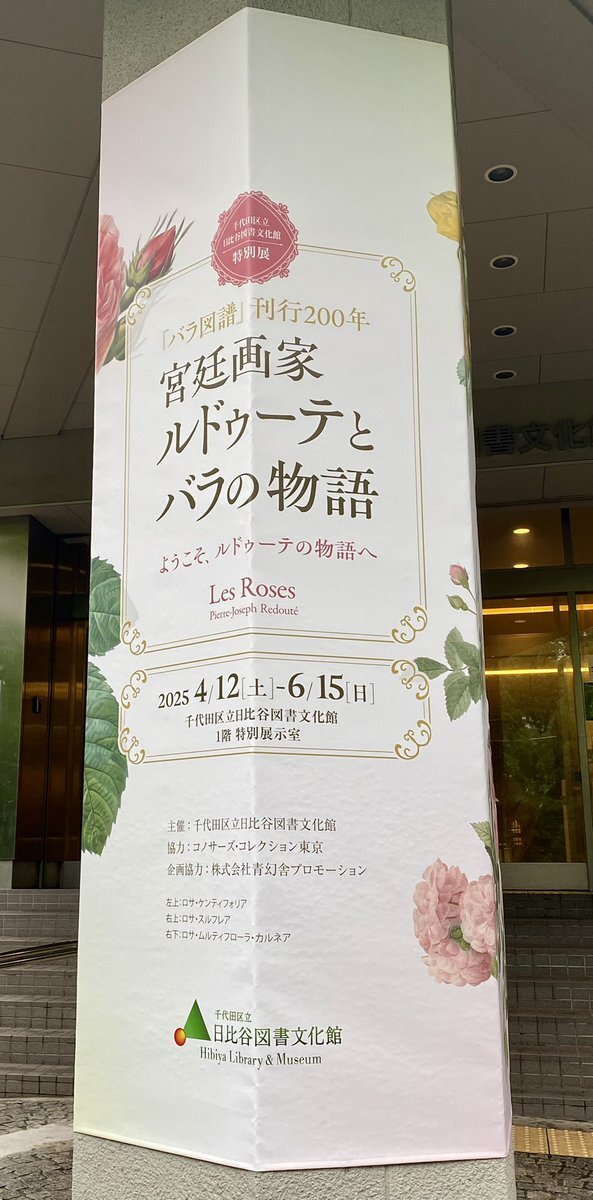 千代田区立
日比谷図書文化館
特別展
「バラ図譜」刊行200年
宮廷画家
ルドゥーテと
バラの物語
ようこそ、ルドゥーテの物語へ
Les Roses
Pierre-Joseph Redouté
2025 4/12[土]-6/15[日]
千代田区立日比谷図書文化館
1階 特別展示室
主催：千代田区立日比谷図書文化館
協力：コノサーズ・コレクション東京
企画協力：株式会社青幻舎プロモーション
左上：ロサ・ケンティフォリア
右上：ロサ・スルフレア
右下：ロサ・ムルティフローラ・カルネア
千代田区立
日比谷図書文化館
Hibiya Library & Museum
書文化